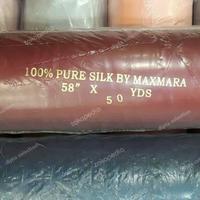 100% PURE SILK BY MAXMARA
58" X 50 YDS